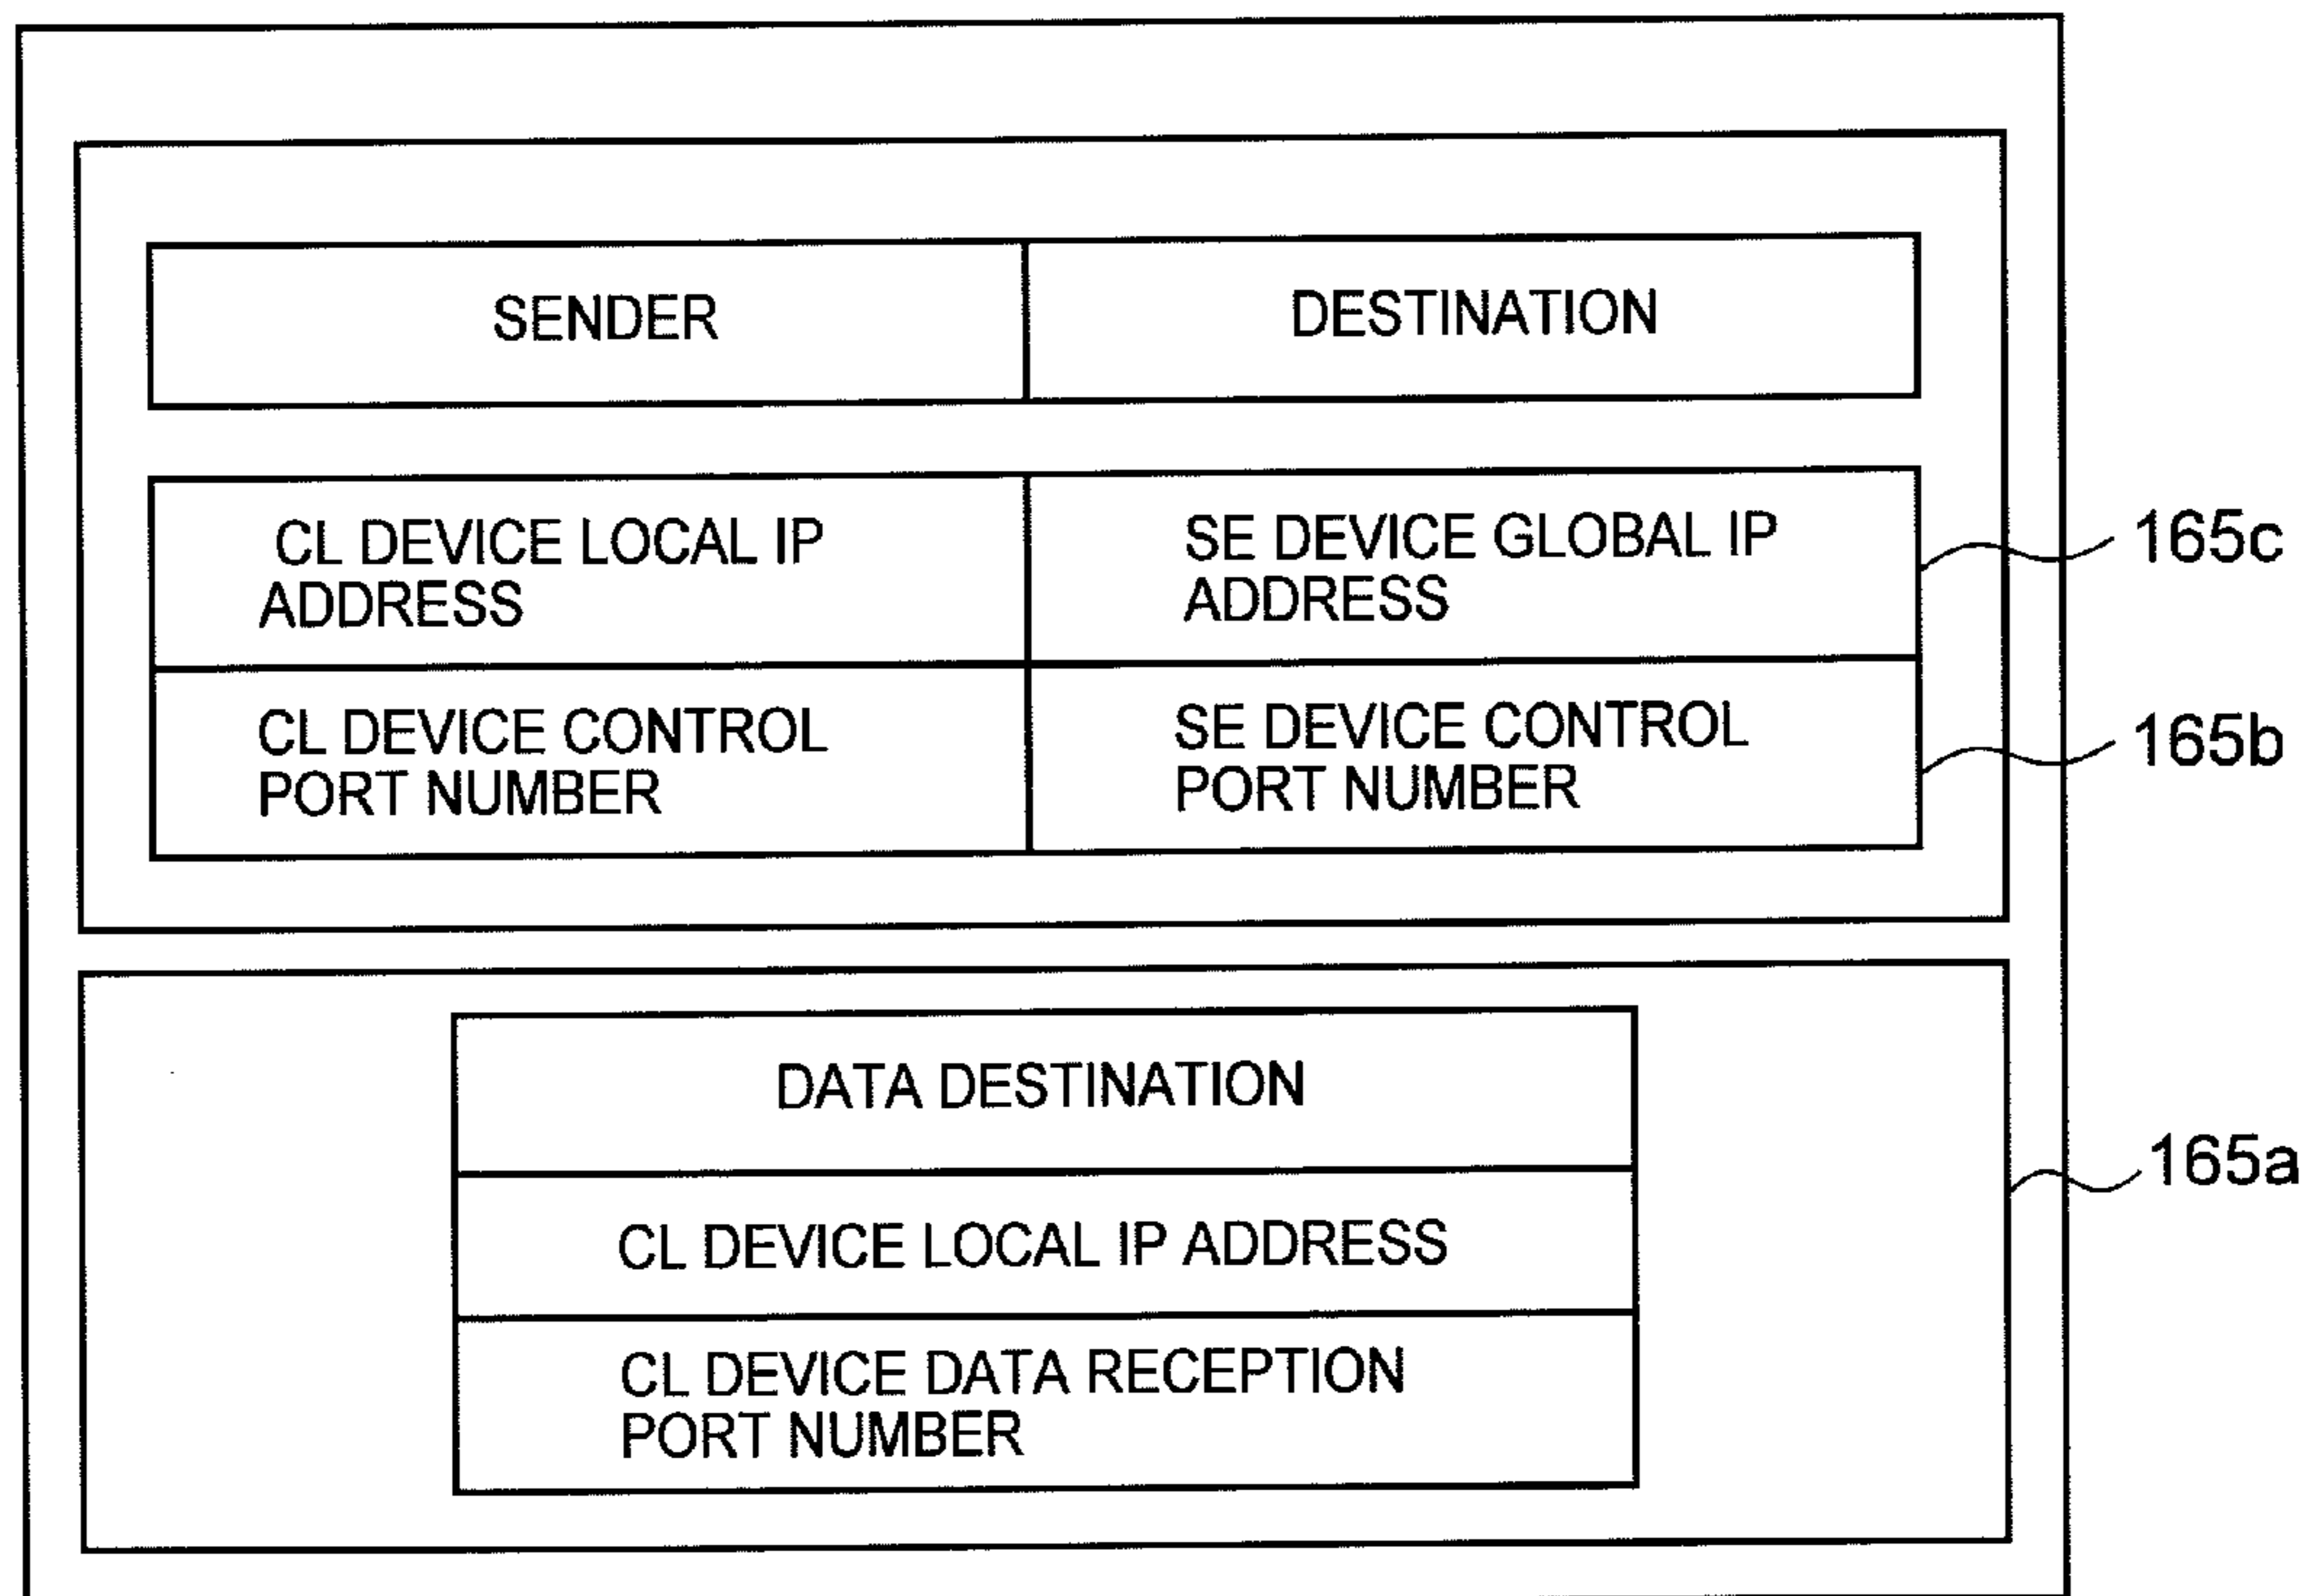 SENDER
DESTINATION
CL DEVICE LOCAL IP
ADDRESS
SE DEVICE GLOBAL IP
ADDRESS
165c
CL DEVICE CONTROL
PORT NUMBER
SE DEVICE CONTROL
PORT NUMBER
165b
DATA DESTINATION
CL DEVICE LOCAL IP ADDRESS
CL DEVICE DATA RECEPTION
PORT NUMBER
165a